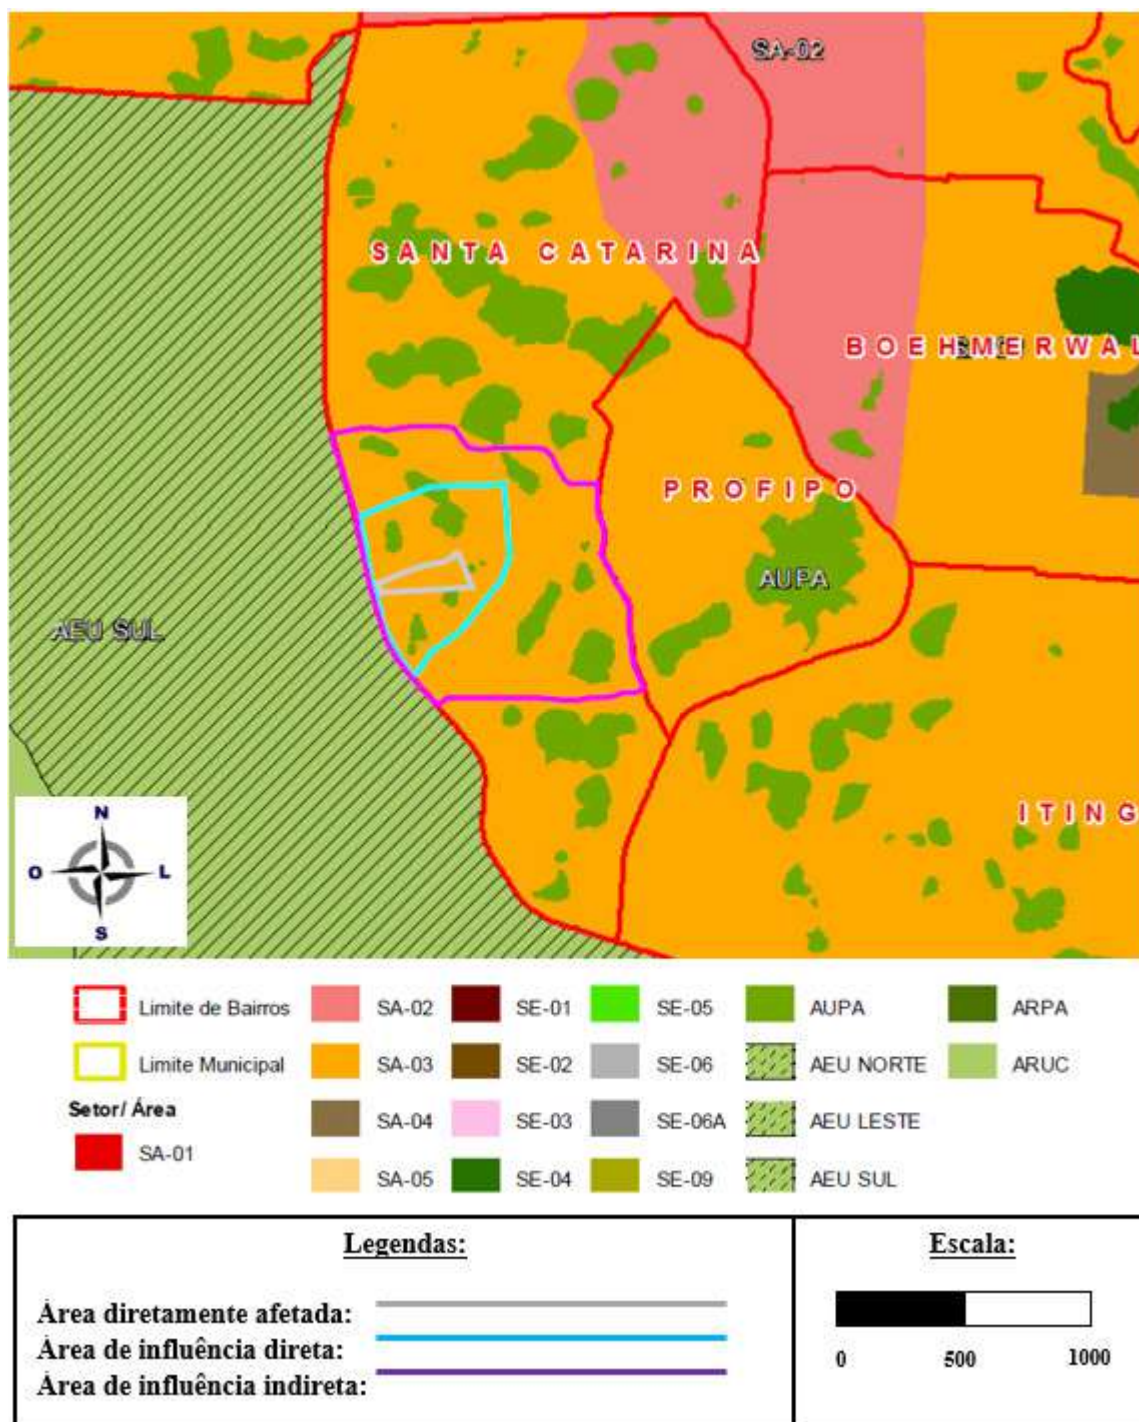 SA-02
SANTA CATARINA
BOEHMERWAL
PROFIPO
AUPA
AEU SUL
ITING
N
O L
S
Limite de Bairros SA-02 SE-01 SE-05 AUPA ARPA
Limite Municipal SA-03 SE-02 SE-06 AEU NORTE ARUC
Setor/ Área SA-04 SE-03 SE-06A AEU LESTE
SA-01 SA-05 SE-04 SE-09 AEU SUL
Legendas:
Área diretamente afetada:
Área de influência direta:
Área de influência indireta:
Escala:
0 500 1000